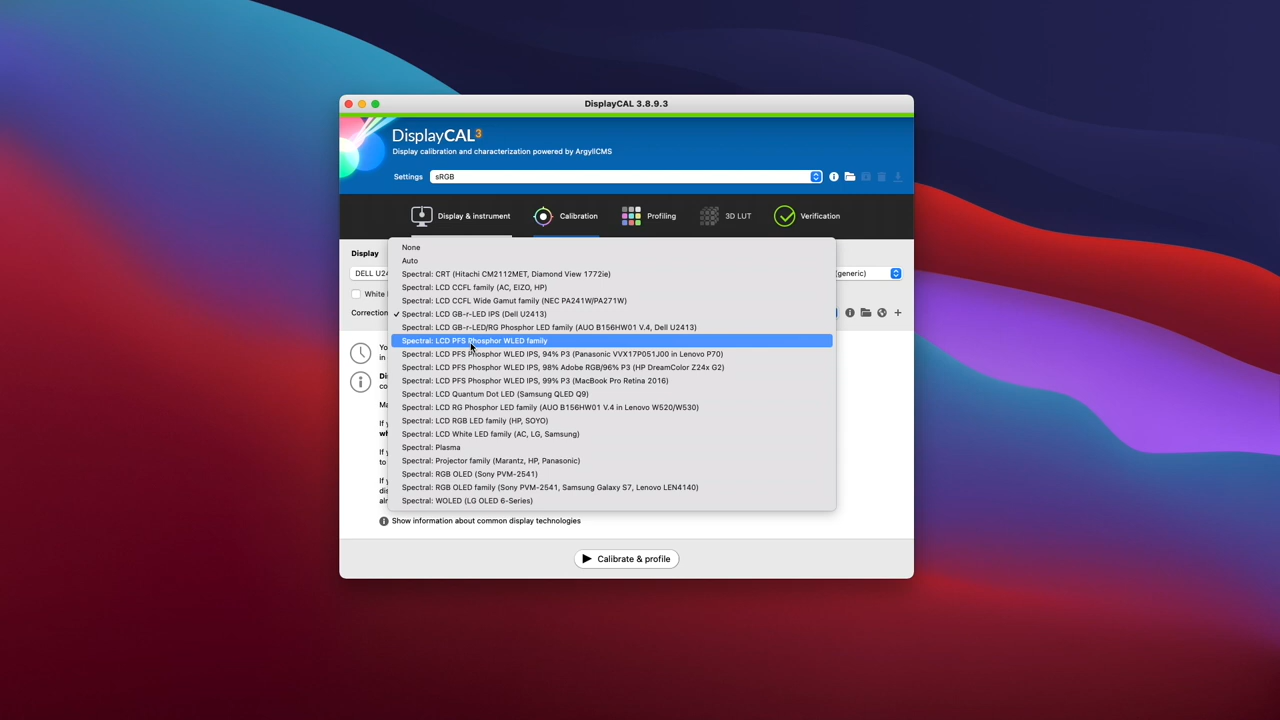 DisplayCAL 3.8.9.3
DisplayCAL3
Display calibration and characterization powered by ArgyllCMS
Settings sRGB
Display & instrument Calibration Profiling 3D LUT Verification
Display
None
Auto
DELL U24
Spectral: CRT (Hitachi CM2112MET, Diamond View 1772ie)
(generic)
Spectral: LCD CCFL family (AC, EIZO, HP)
White
Spectral: LCD CCFL Wide Gamut family (NEC PA241W/PA271W)
Correction
✓ Spectral: LCD GB-r-LED IPS (Dell U2413)
Spectral: LCD GB-r-LED/RG Phosphor LED family (AUO B156HW01 V.4, Dell U2413)
Spectral: LCD PFS Phosphor WLED family
Spectral: LCD PFS Phosphor WLED IPS, 94% P3 (Panasonic VVX17P051J00 in Lenovo P70)
Spectral: LCD PFS Phosphor WLED IPS, 98% Adobe RGB/96% P3 (HP DreamColor Z24x G2)
Spectral: LCD PFS Phosphor WLED IPS, 99% P3 (MacBook Pro Retina 2016)
Spectral: LCD Quantum Dot LED (Samsung QLED Q9)
Spectral: LCD RG Phosphor LED family (AUO B156HW01 V.4 in Lenovo W520/W530)
Spectral: LCD RGB LED family (HP, SOYO)
Spectral: LCD White LED family (AC, LG, Samsung)
Spectral: Plasma
Spectral: Projector family (Marantz, HP, Panasonic)
Spectral: RGB OLED (Sony PVM-2541)
Spectral: RGB OLED family (Sony PVM-2541, Samsung Galaxy S7, Lenovo LEN4140)
Spectral: WOLED (LG OLED 6-Series)
Show information about common display technologies
Calibrate & profile